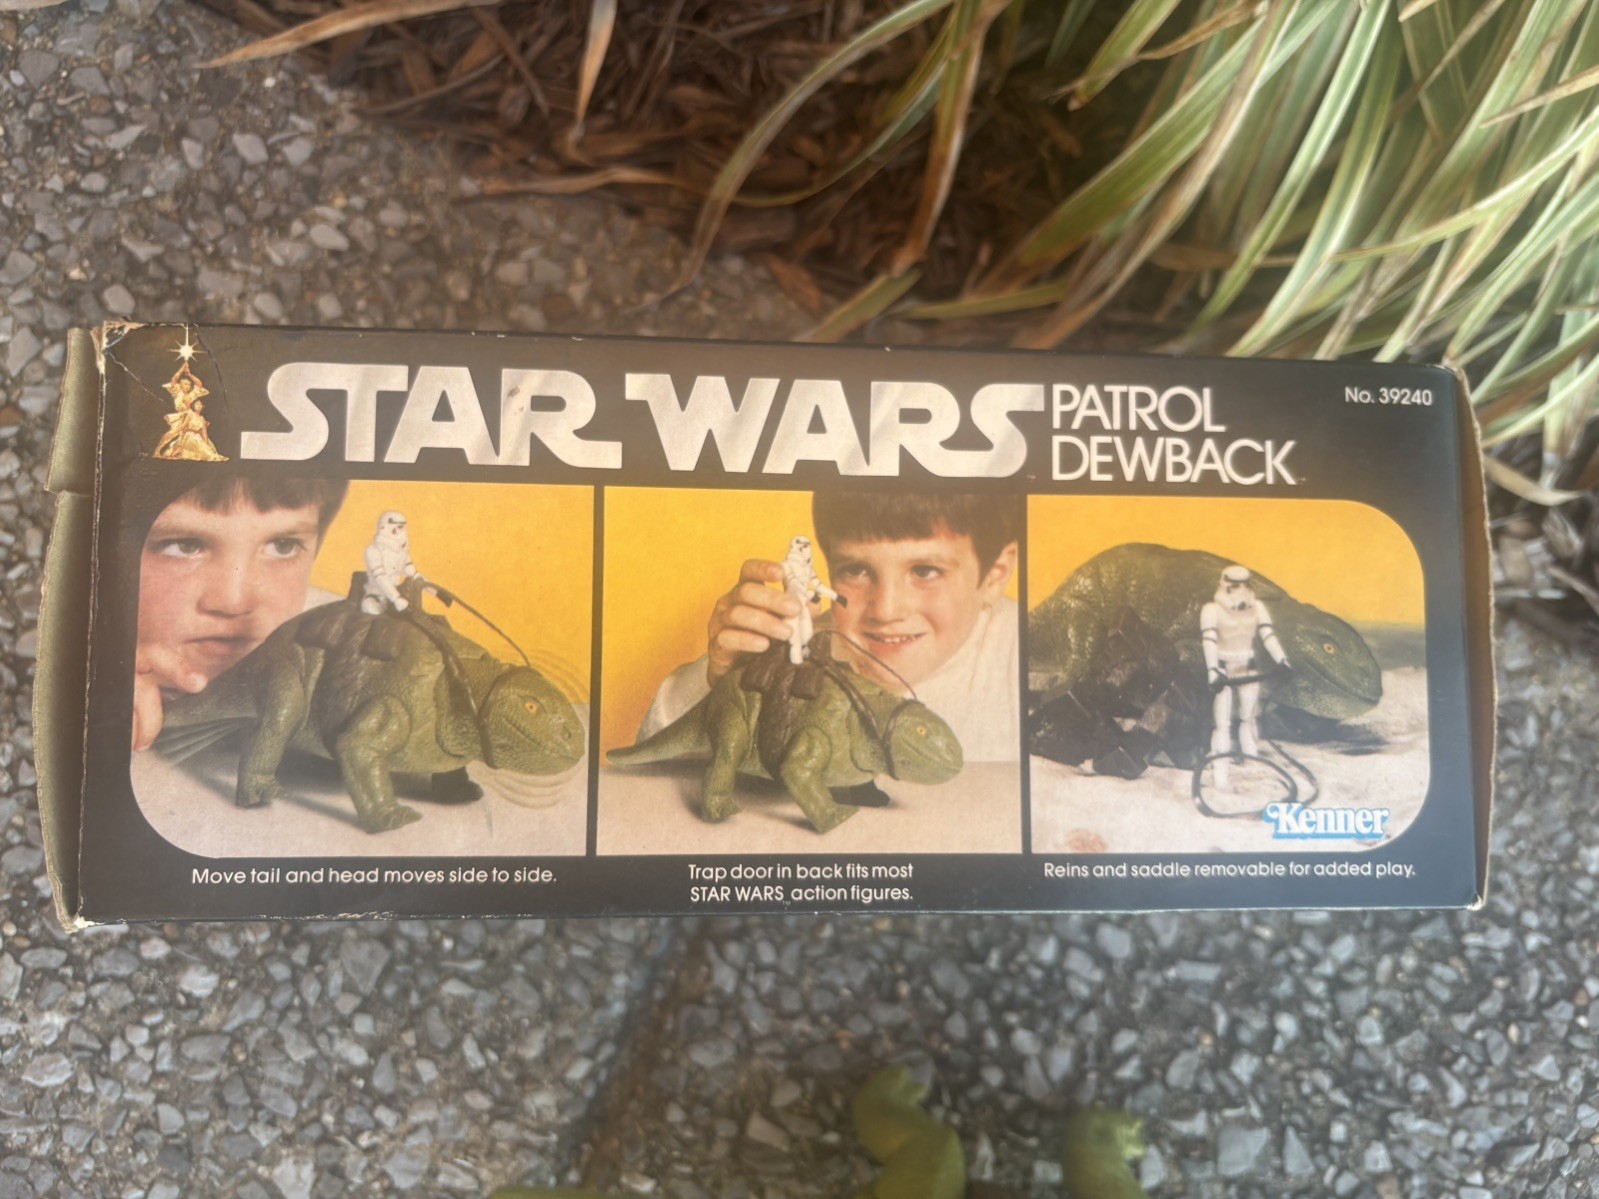 STAR WARS
PATROL
DEWBACK
No. 39240
Kenner
Move tail and head moves side to side.
Trap door in back fits most
STAR WARS action figures.
Reins and saddle removable for added play.